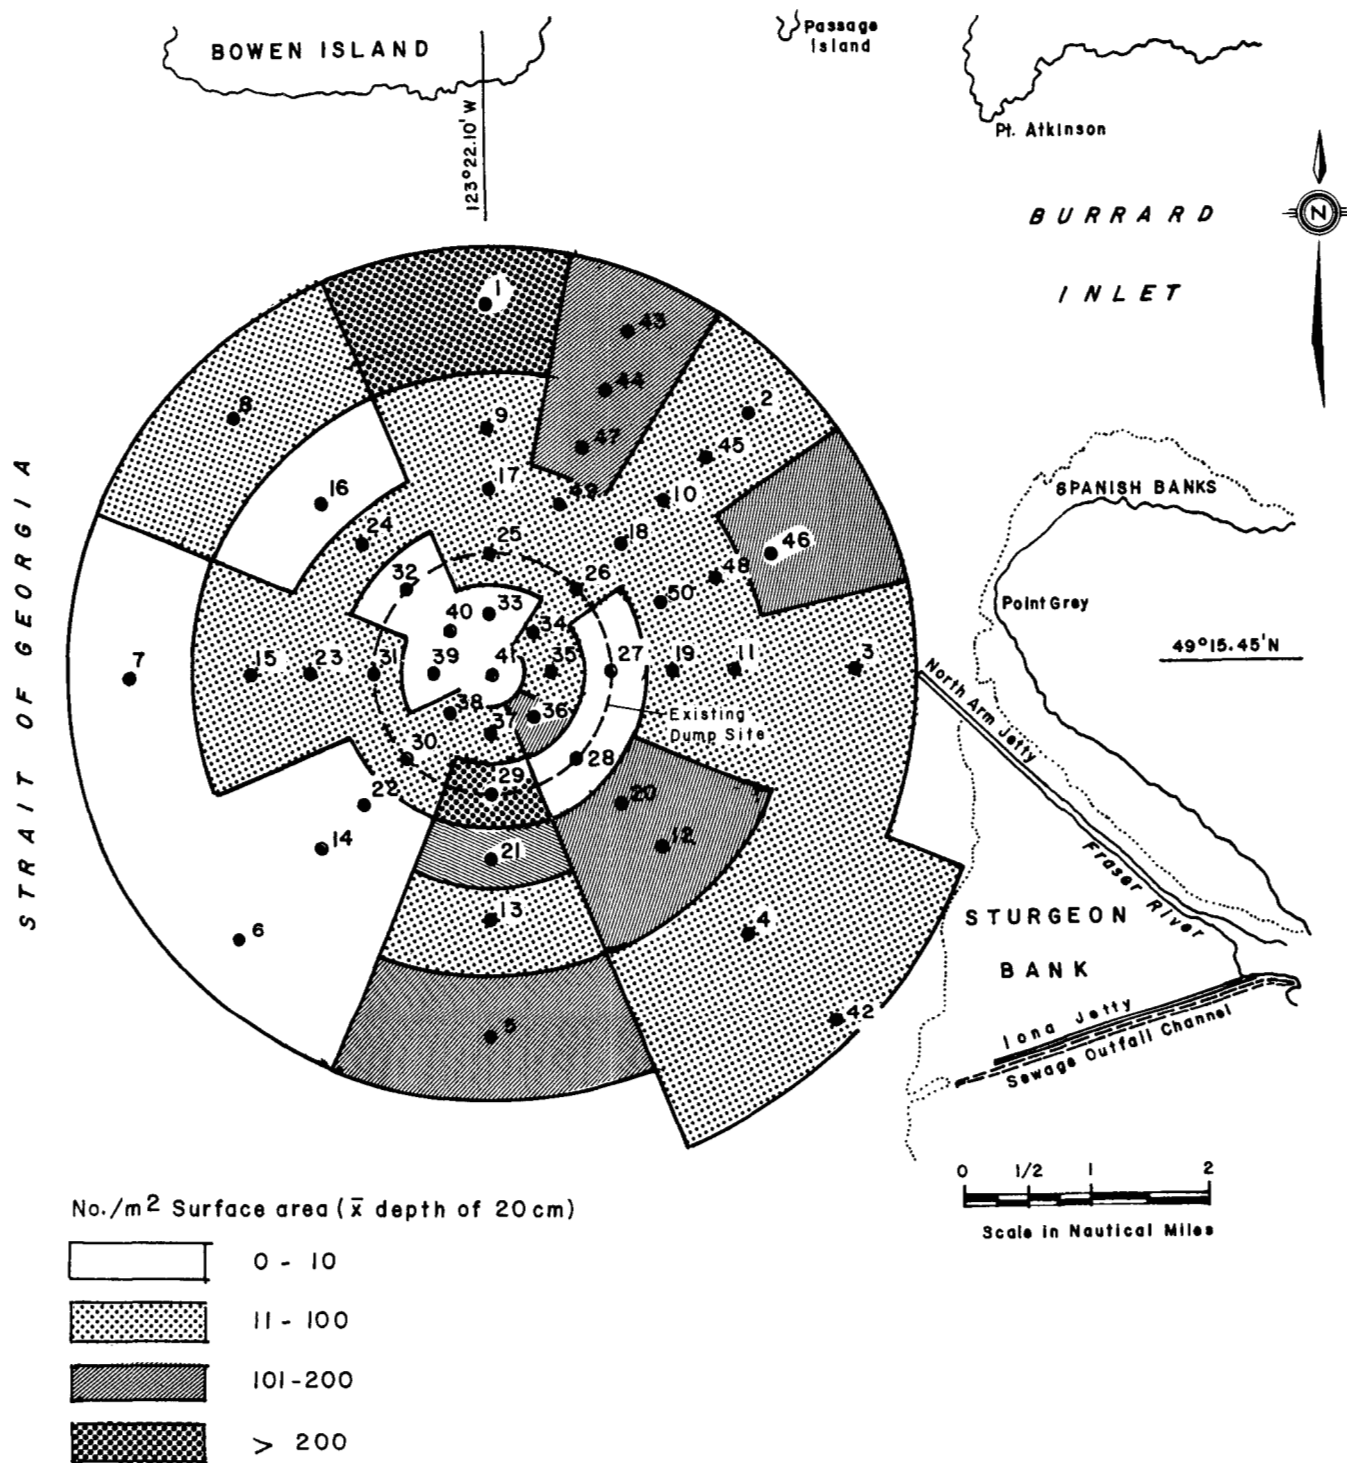 BOWEN ISLAND
Passage
Island
Pt. Atkinson
123°22.10' W
BURRARD
INLET
N
STRAIT OF GEORGIA
1
43
44
2
8
9
47
45
16
17
49
10
24
25
18
46
32
26
48
33
50
40
34
7
15
23
31
39
41
35
27
19
11
3
38
36
37
30
28
22
29
20
14
21
12
13
4
6
5
42
Existing
Dump Site
SPANISH BANKS
Point Grey
49°15.45'N
North Arm Jetty
Fraser River
STURGEON
BANK
Iona Jetty
Sewage Outfall Channel
0 1/2 1 2
Scale in Nautical Miles
No./m² Surface area (x̄ depth of 20 cm)
0 - 10
11 - 100
101-200
> 200